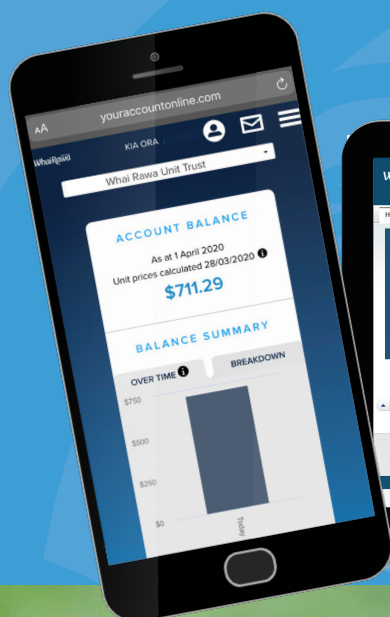 AA youraccountonline.com
WhaiRawa KIA ORA .
Whai Rawa Unit Trust
ACCOUNT BALANCE
As at 1 April 2020
Unit prices calculated 28/03/2020
$711.29
BALANCE SUMMARY
OVER TIME BREAKDOWN
$750
$500
$250
$0
Today